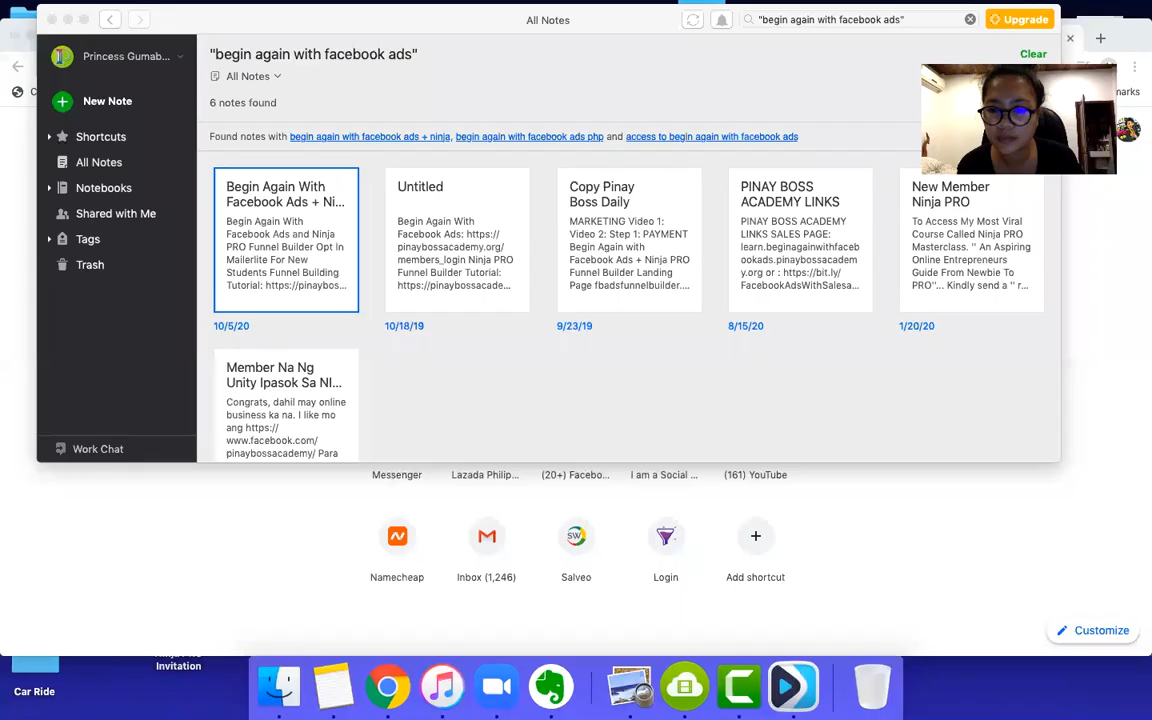 All Notes
"begin again with facebook ads"
Upgrade
Princess Gumab...
"begin again with facebook ads"
Clear
All Notes
New Note
6 notes found
Shortcuts
Found notes with begin again with facebook ads + ninja, begin again with facebook ads php and access to begin again with facebook ads
All Notes
Notebooks
Shared with Me
Tags
Trash
Work Chat
Begin Again With
Facebook Ads + Ni...
Begin Again With
Facebook Ads and Ninja
PRO Funnel Builder Opt In
Mailerlite For New
Students Funnel Building
Tutorial: https://pinaybos...
10/5/20
Untitled
Begin Again With
Facebook Ads: https://
pinaybossacademy.org/
members_login Ninja PRO
Funnel Builder Tutorial:
https://pinaybossacade...
10/18/19
Copy Pinay
Boss Daily
MARKETING Video 1:
Video 2: Step 1: PAYMENT
Begin Again with
Facebook Ads + Ninja PRO
Funnel Builder Landing
Page fbadsfunnelbuilder....
9/23/19
PINAY BOSS
ACADEMY LINKS
PINAY BOSS ACADEMY
LINKS SALES PAGE:
learn.beginagainwithfaceb
ookads.pinaybossacadem
y.org or : https://bit.ly/
FacebookAdsWithSalesa...
8/15/20
New Member
Ninja PRO
To Access My Most Viral
Course Called Ninja PRO
Masterclass. " An Aspiring
Online Entrepreneurs
Guide From Newbie To
PRO"... Kindly send a " r...
1/20/20
Member Na Ng
Unity Ipasok Sa NI...
Congrats, dahil may online
business ka na. I like mo
ang https://
www.facebook.com/
pinaybossacademy/ Para
Messenger
Lazada Philip...
(20+) Facebo...
I am a Social ...
(161) YouTube
Namecheap
Inbox (1,246)
SW
Salveo
Login
Add shortcut
Customize
Invitation
Car Ride